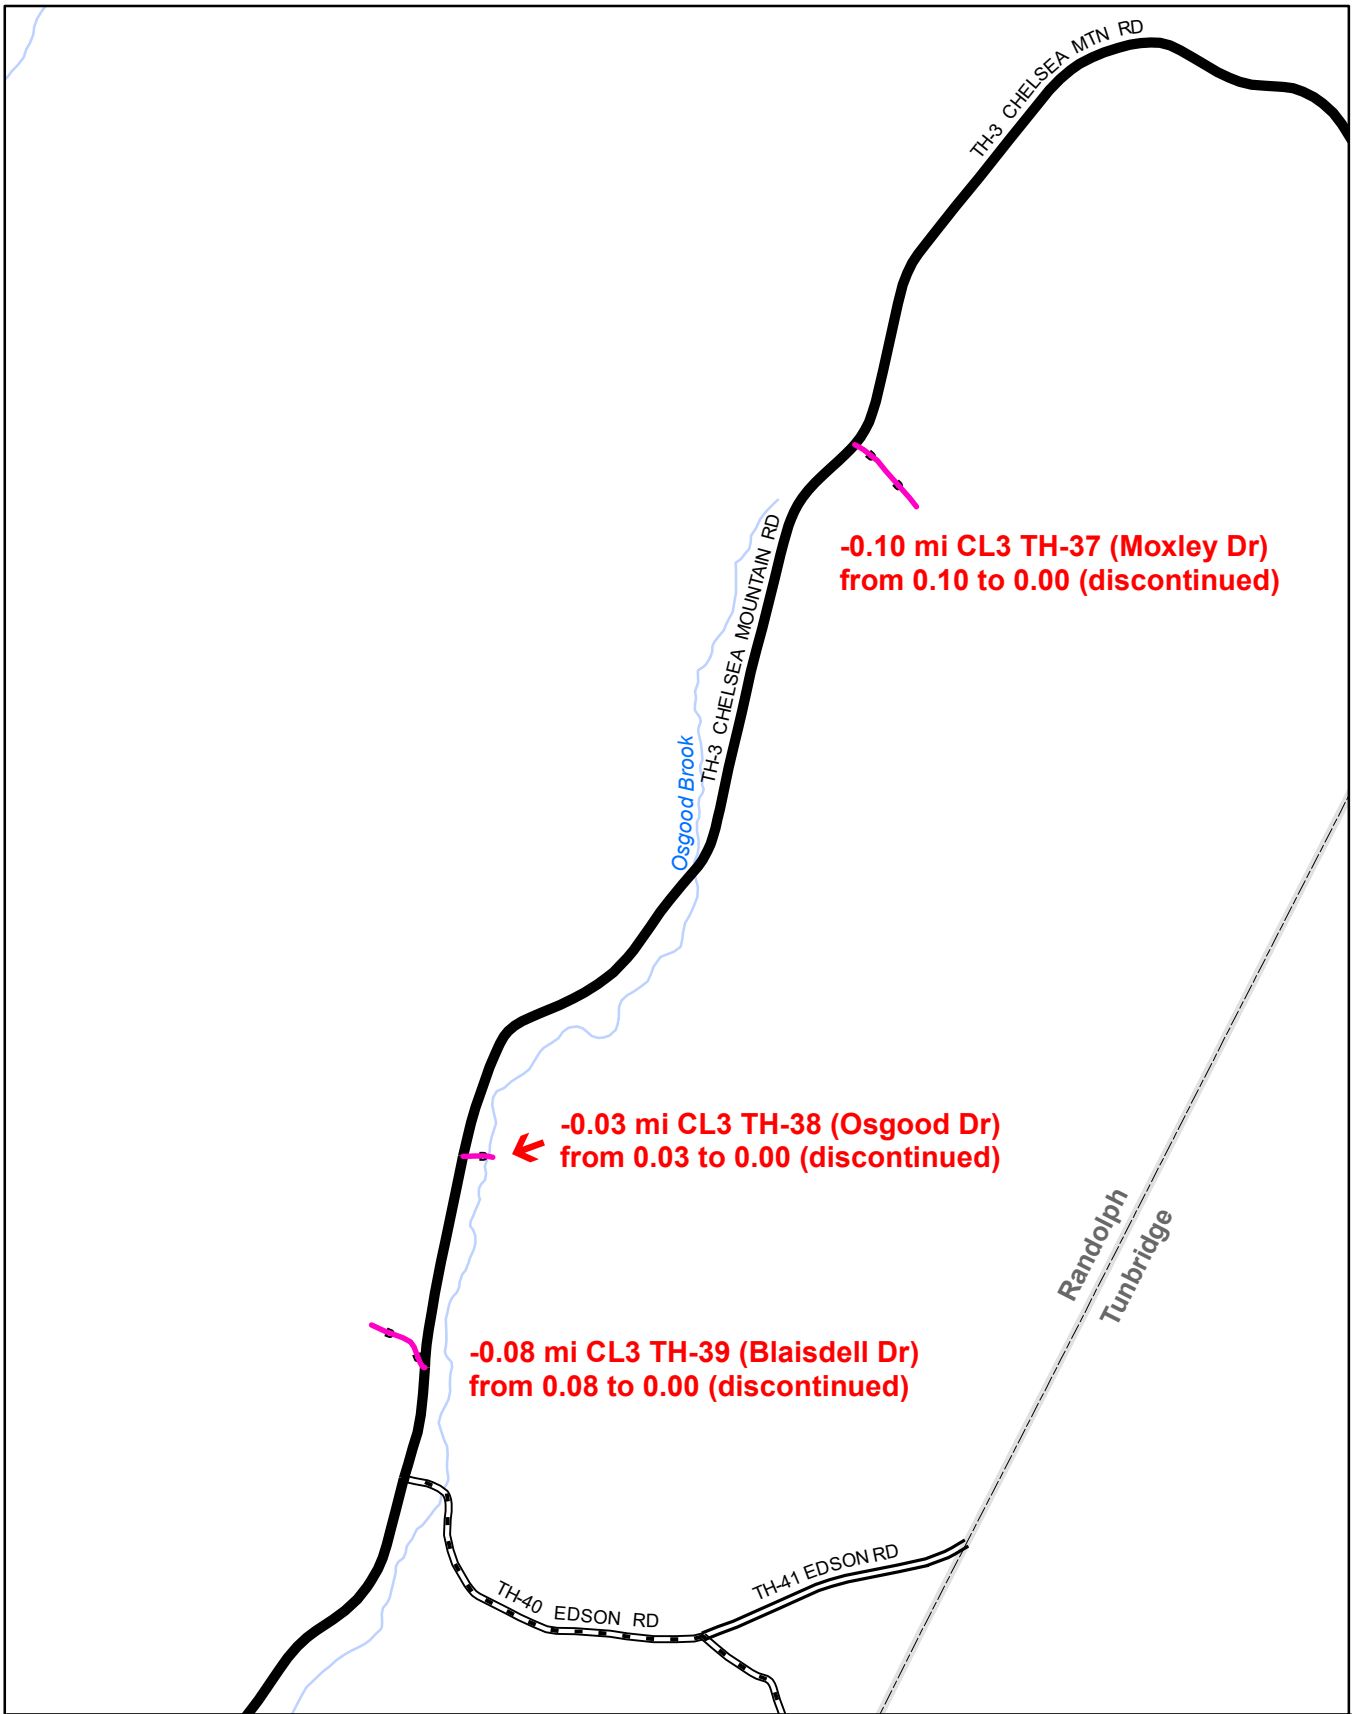 TH-3 CHELSEA MTN RD
-0.10 mi CL3 TH-37 (Moxley Dr)
from 0.10 to 0.00 (discontinued)
TH-3 CHELSEA MOUNTAIN RD
Osgood Brook
-0.03 mi CL3 TH-38 (Osgood Dr)
from 0.03 to 0.00 (discontinued)
Randolph
Tunbridge
-0.08 mi CL3 TH-39 (Blaisdell Dr)
from 0.08 to 0.00 (discontinued)
TH-41 EDSON RD
TH-40 EDSON RD